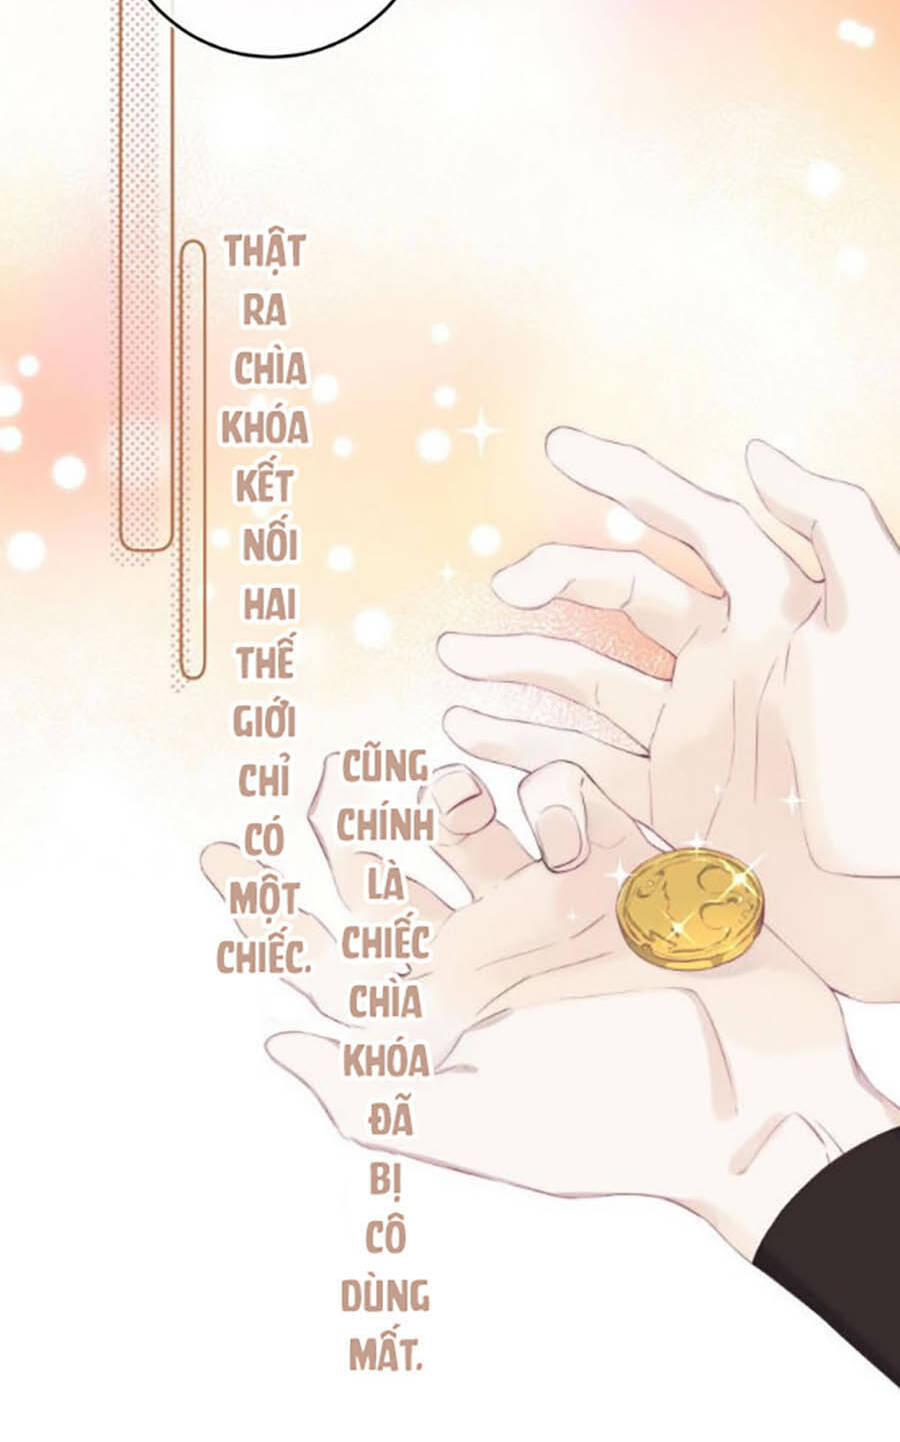 THẬT
RA
CHÌA
KHÓA
KẾT
NỐI
HAI
THẾ
GIỚI
CHỈ
CÓ
MỘT
CHIẾC.
CŨNG
CHÍNH
LÀ
CHIẾC
CHÌA
KHÓA
ĐÃ
BỊ
CÔ
DÙNG
MẤT.